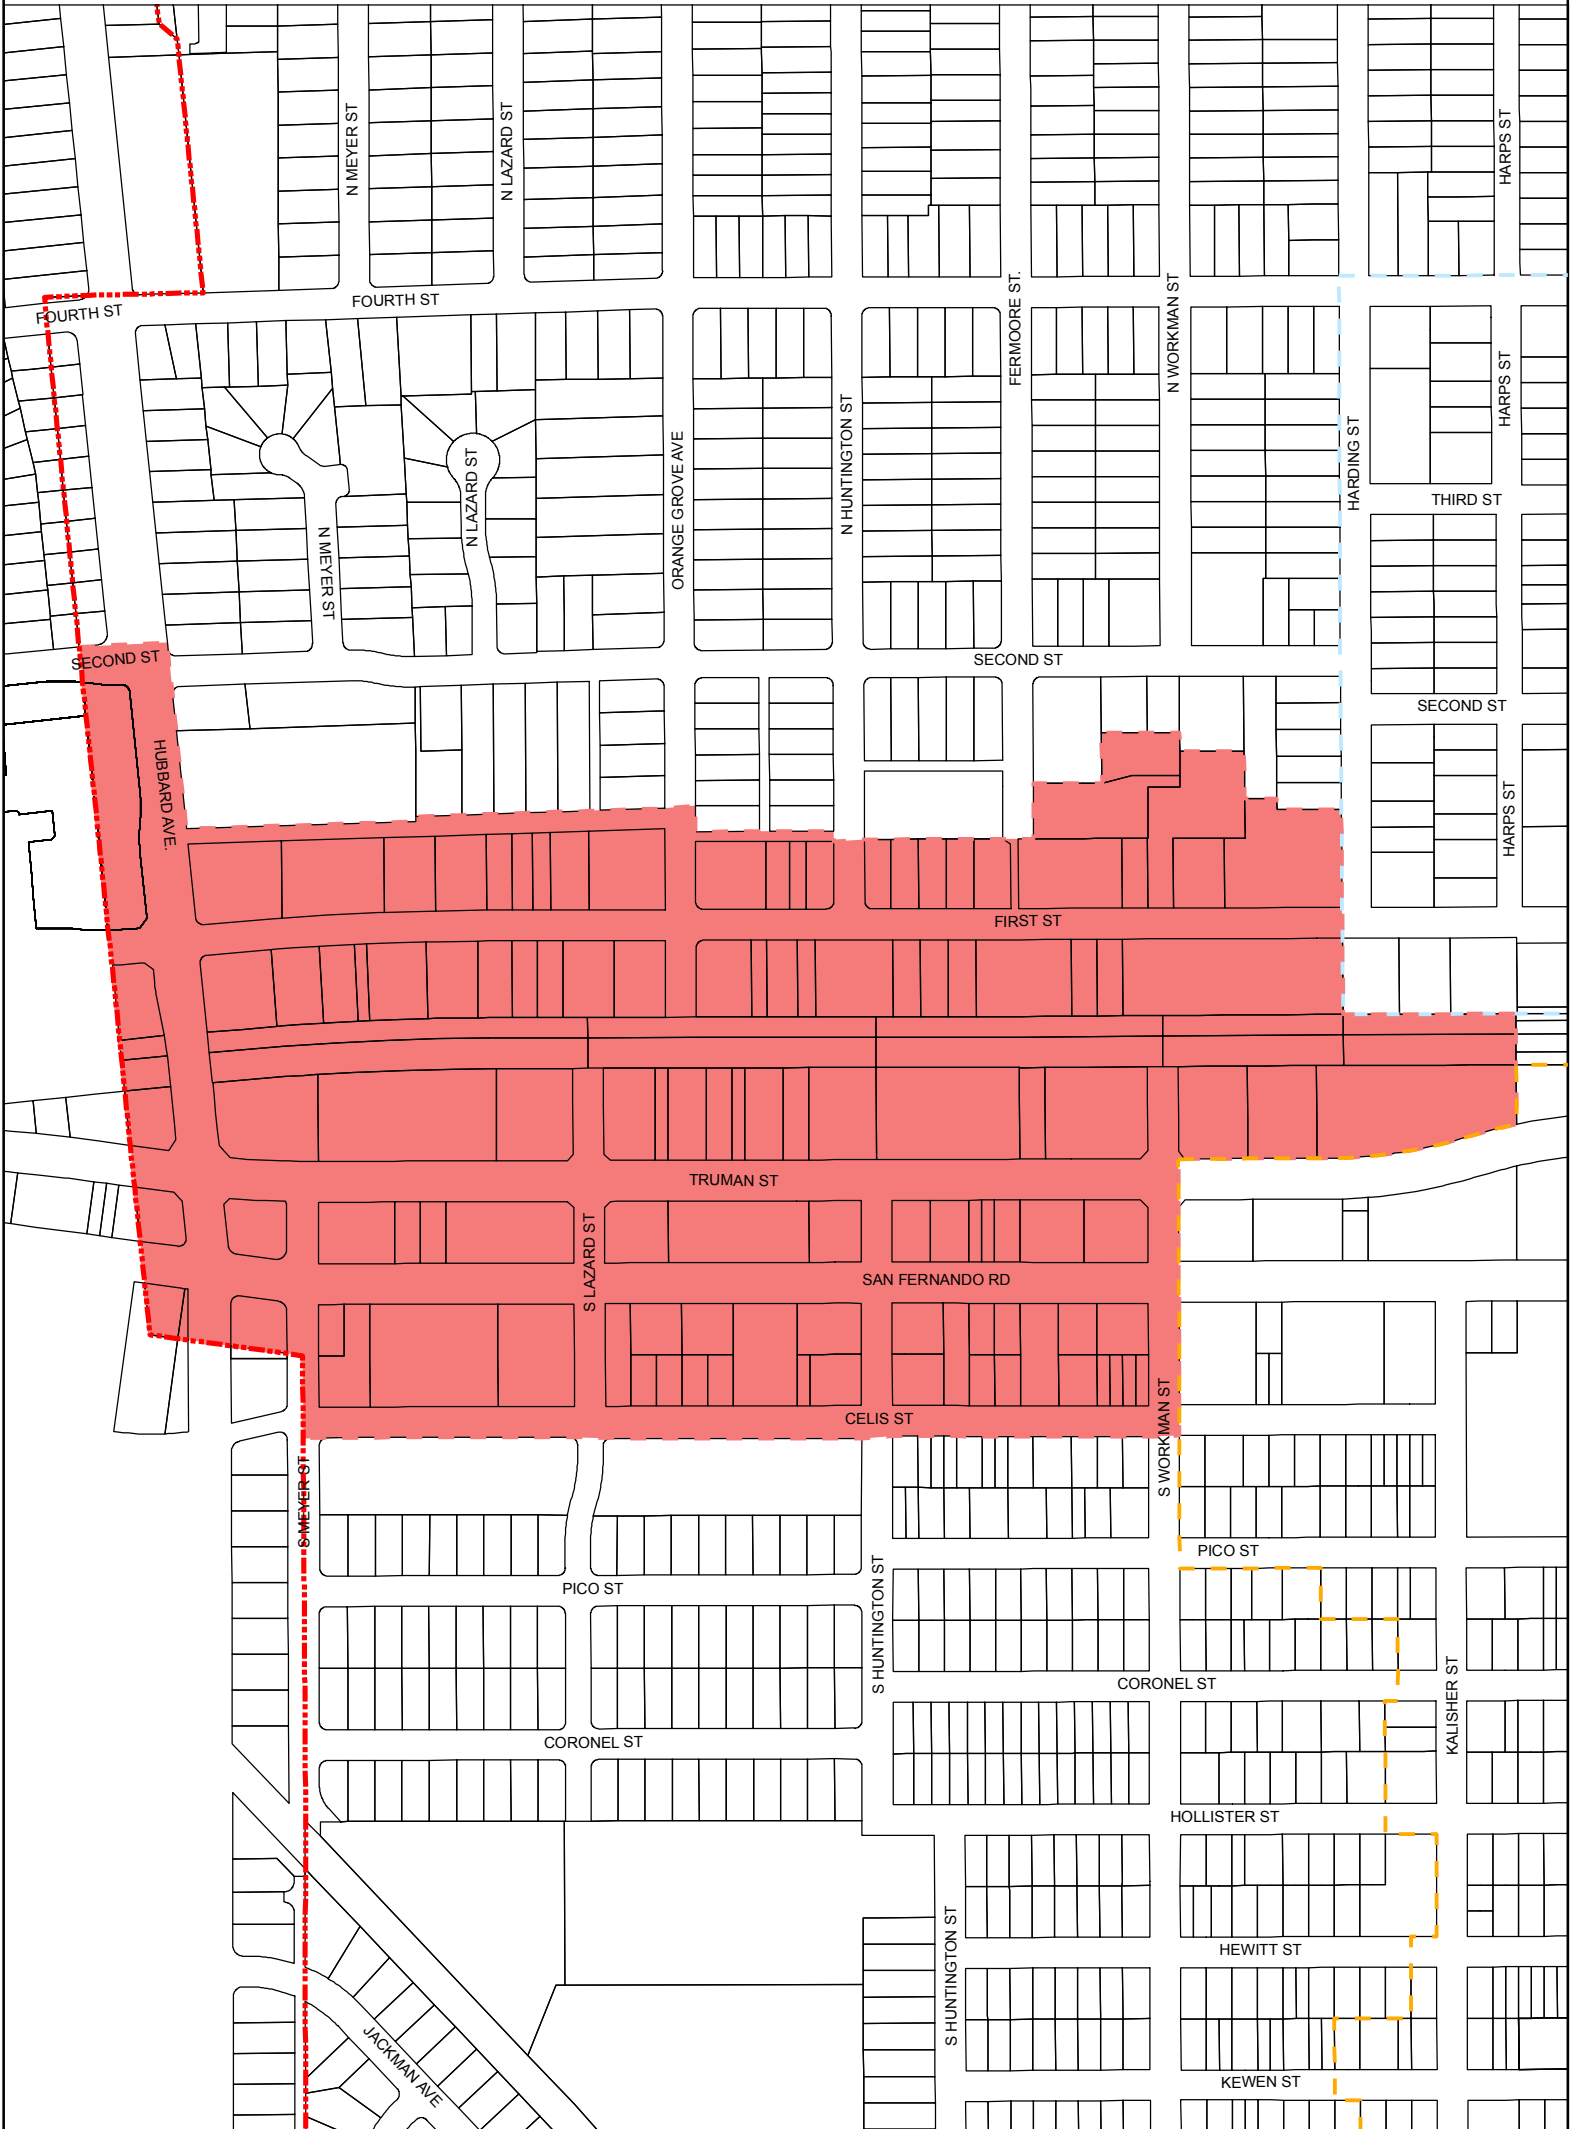 N MEYER ST
N LAZARD ST
HARPS ST
FOURTH ST
FOURTH ST
FERMOORE ST.
N WORKMAN ST
HARPS ST
N HUNTINGTON ST
HARDING ST
ORANGE GROVE AVE
N LAZARD ST
THIRD ST
N MEYER ST
SECOND ST
SECOND ST
SECOND ST
HUBBARD AVE.
HARPS ST
FIRST ST
TRUMAN ST
S LAZARD ST
SAN FERNANDO RD
CELIS ST
S WORKMAN ST
S MEYER ST
PICO ST
PICO ST
S HUNTINGTON ST
CORONEL ST
KALISHER ST
CORONEL ST
HOLLISTER ST
S HUNTINGTON ST
HEWITT ST
JACKMAN AVE
KEWEN ST